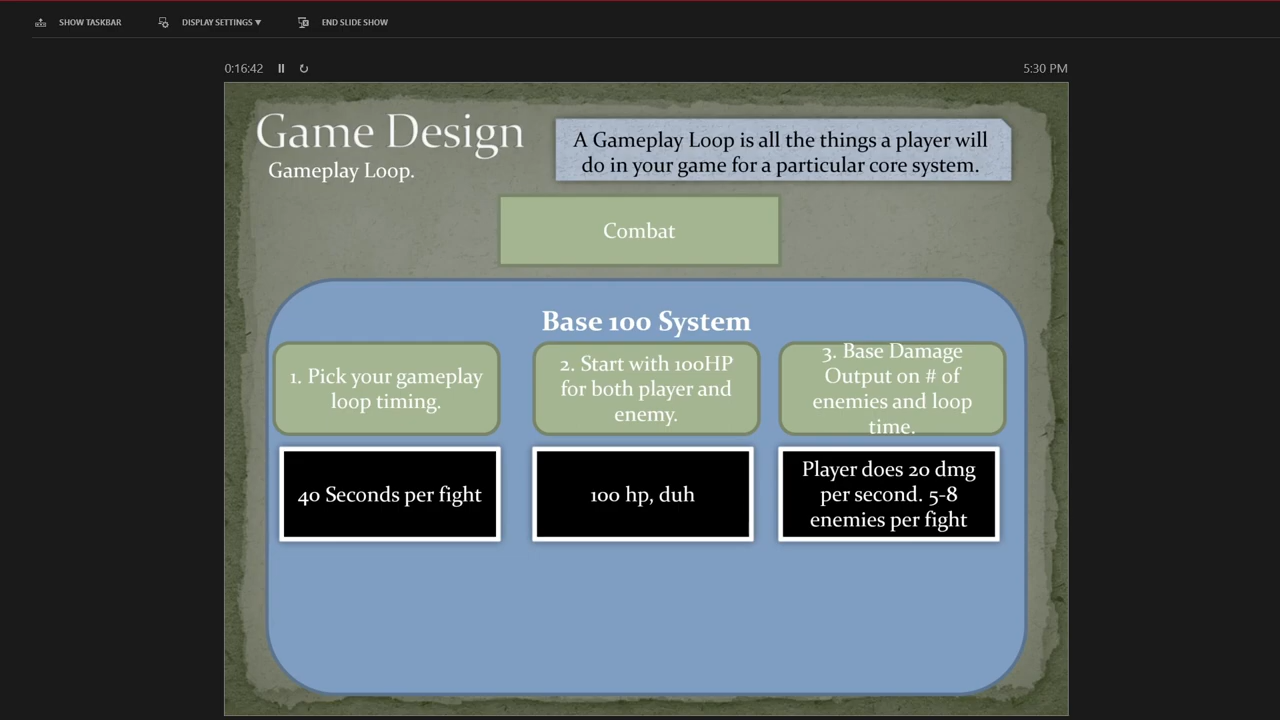 SHOW TASKBAR
DISPLAY SETTINGS ▼
END SLIDE SHOW
0:16:42
5:30 PM
Game Design
Gameplay Loop.
A Gameplay Loop is all the things a player will
do in your game for a particular core system.
Combat
Base 100 System
1. Pick your gameplay
loop timing.
2. Start with 100HP
for both player and
enemy.
3. Base Damage
Output on # of
enemies and loop
time.
40 Seconds per fight
100 hp, duh
Player does 20 dmg
per second. 5-8
enemies per fight